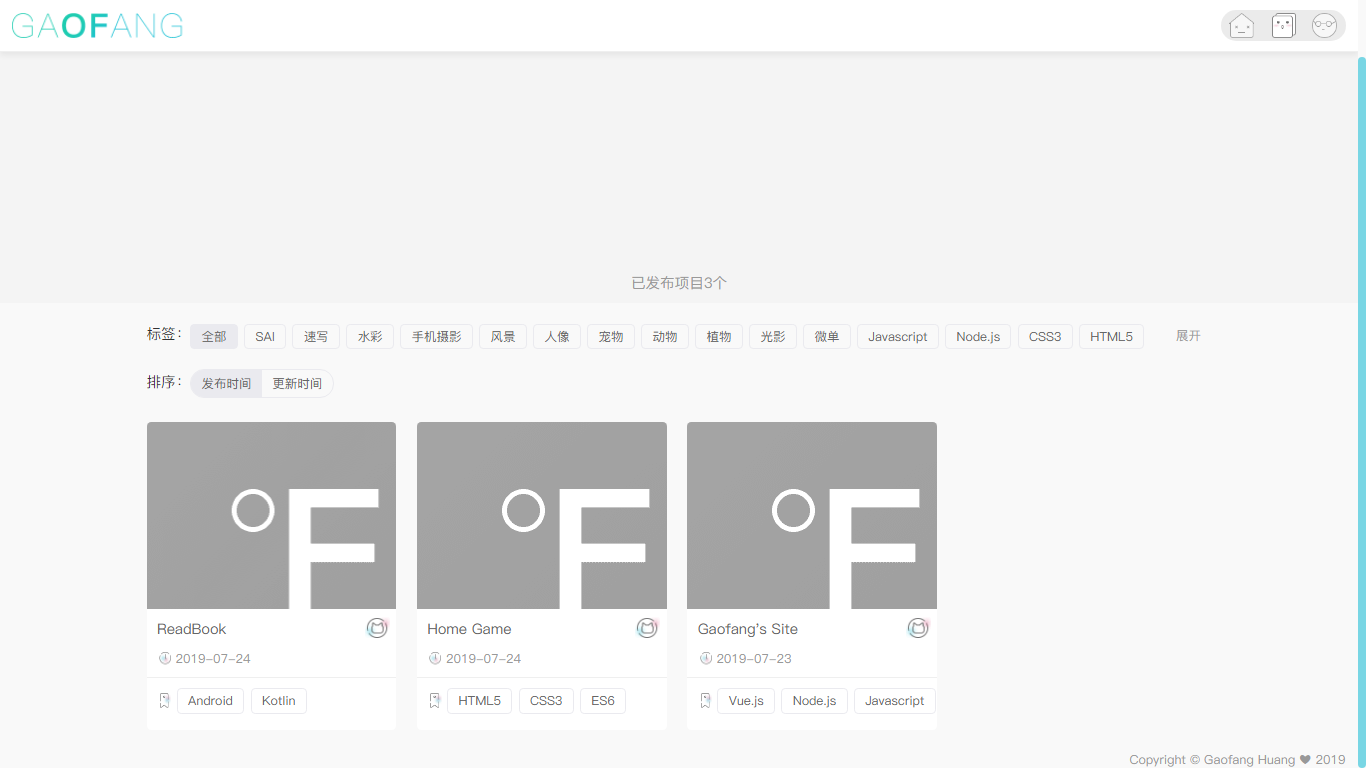 GAOFANG
已发布项目3个
标签： 全部 SAI 速写 水彩 手机摄影 风景 人像 宠物 动物 植物 光影 微单 Javascript Node.js CSS3 HTML5 展开
排序： 发布时间 更新时间
°F °F °F
ReadBook
2019-07-24
Android Kotlin
Home Game
2019-07-24
HTML5 CSS3 ES6
Gaofang's Site
2019-07-23
Vue.js Node.js Javascript
Copyright © Gaofang Huang ❤ 2019